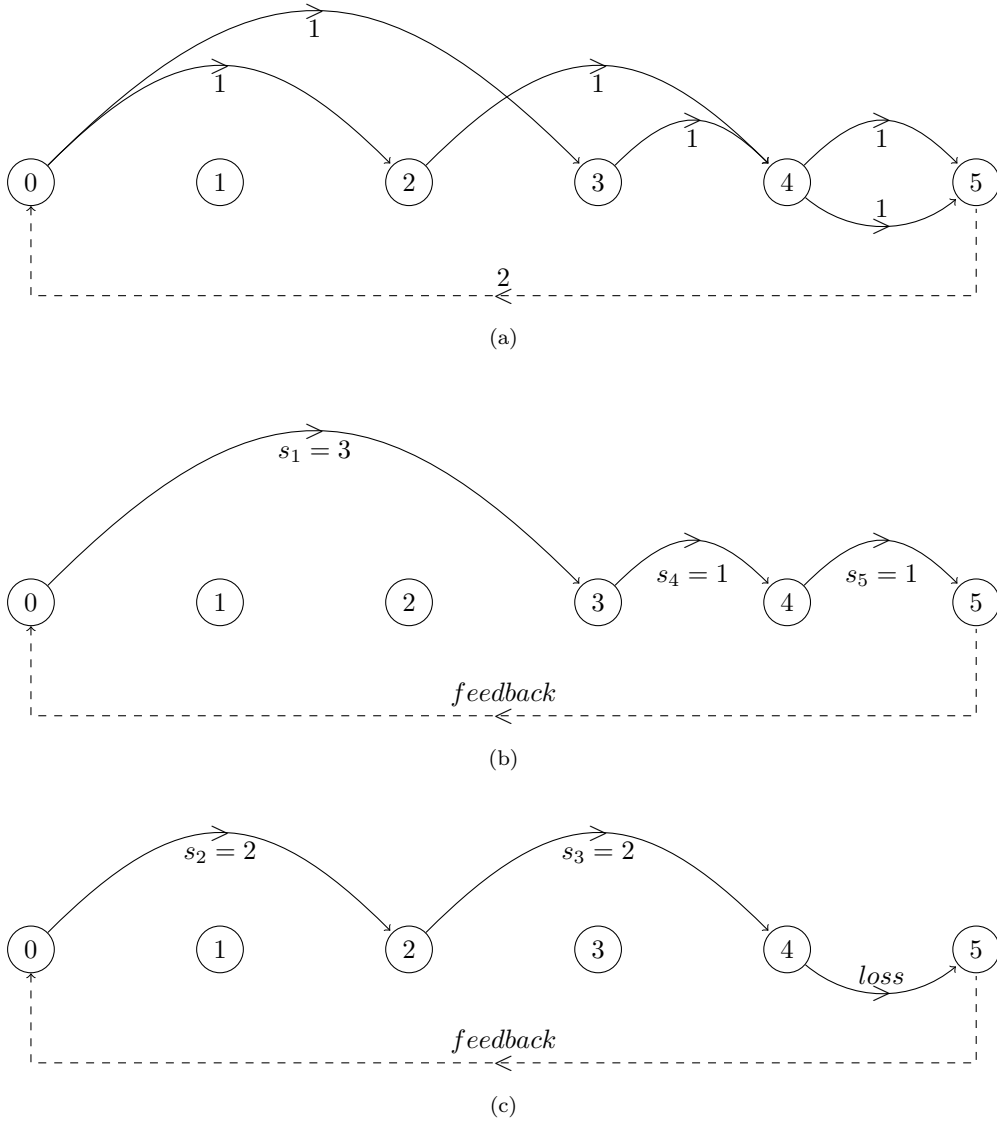 1
1
1
1
1
0
1
2
3
4
5
1
2
(a)
s₁ = 3
s₄ = 1
s₅ = 1
0
1
2
3
4
5
feedback
(b)
s₂ = 2
s₃ = 2
0
1
2
3
4
5
loss
feedback
(c)